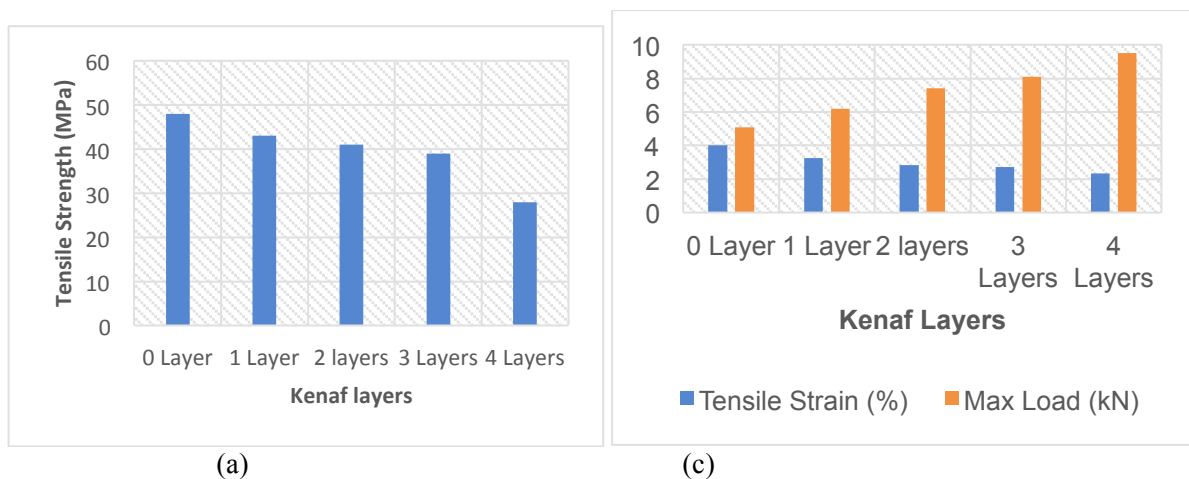 60
50
40
30
20
10
0
Tensile Strength (MPa)
0 Layer 1 Layer 2 layers 3 Layers 4 Layers
Kenaf layers
(a)
10
8
6
4
2
0
0 Layer 1 Layer 2 layers 3 4
Layers Layers
Kenaf Layers
Tensile Strain (%) Max Load (kN)
(c)